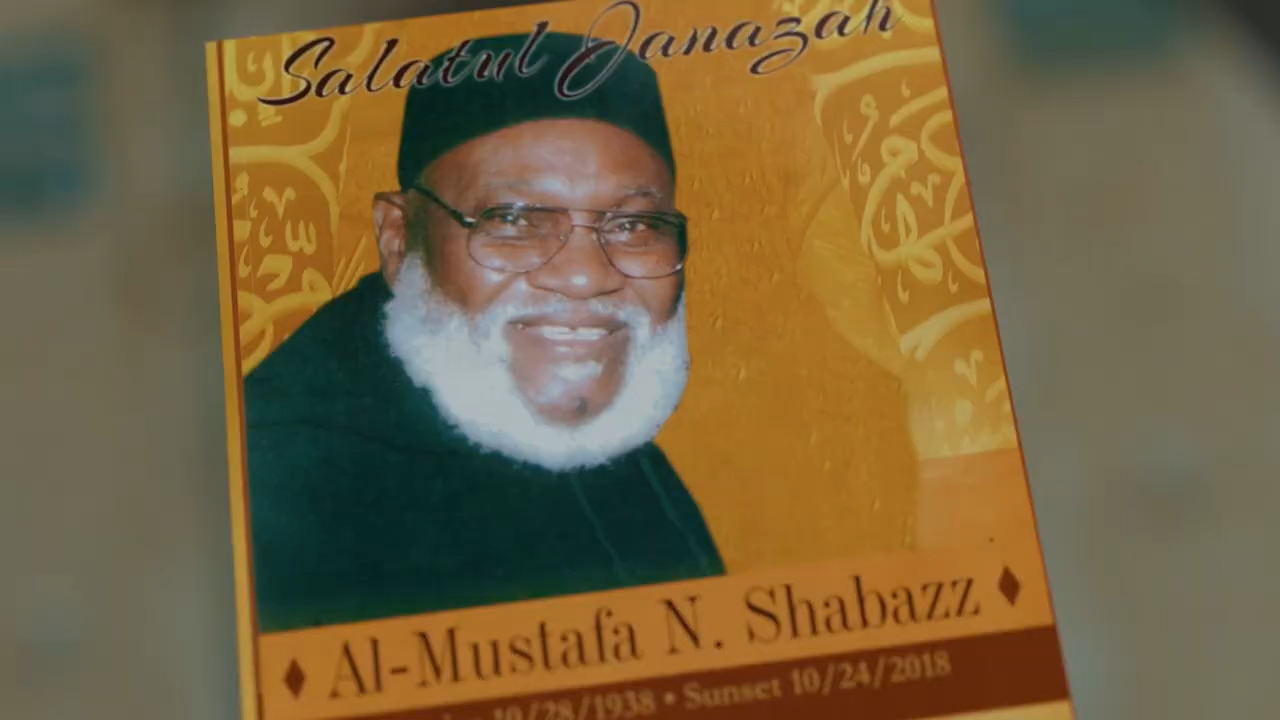 Salatul Janazah
Al-Mustafa N. Shabazz
10/28/1938 • Sunset 10/24/2018